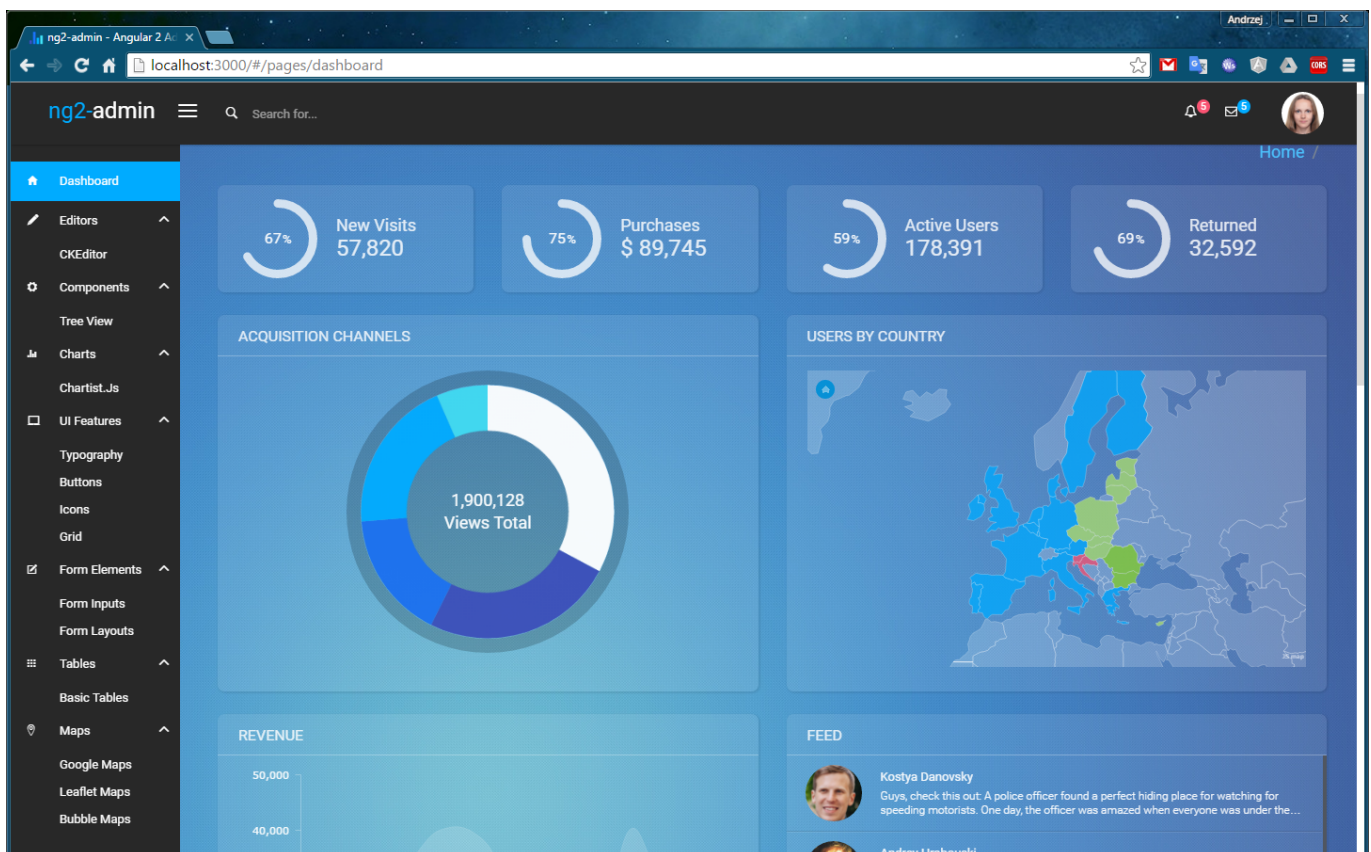 Andrzej
ng2-admin - Angular 2 Ad
localhost:3000/#/pages/dashboard
CORS
ng2-admin
Search for...
5
5
Home /
Dashboard
Editors
CKEditor
Components
Tree View
Charts
Chartist.Js
UI Features
Typography
Buttons
Icons
Grid
Form Elements
Form Inputs
Form Layouts
Tables
Basic Tables
Maps
Google Maps
Leaflet Maps
Bubble Maps
67%
New Visits
57,820
75%
Purchases
$ 89,745
59%
Active Users
178,391
69%
Returned
32,592
ACQUISITION CHANNELS
1,900,128
Views Total
USERS BY COUNTRY
REVENUE
50,000
40,000
FEED
Kostya Danovsky
Guys, check this out: A police officer found a perfect hiding place for watching for
speeding motorists. One day, the officer was amazed when everyone was under the...